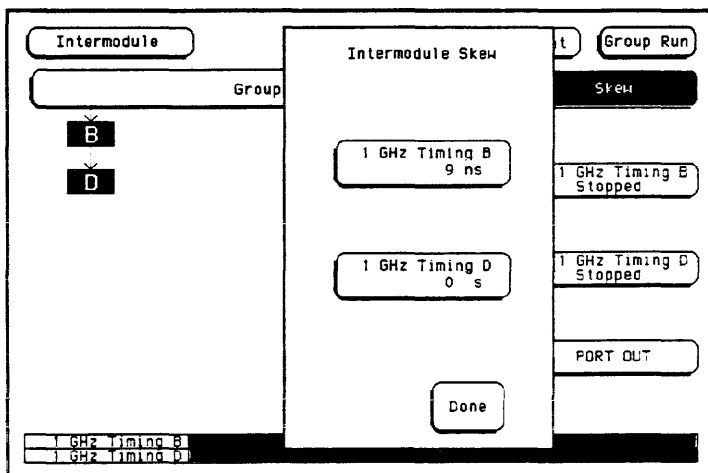 Intermodule
Intermodule Skew
t
Group Run
Group
Skew
B
D
1 GHz Timing B
9 ns
1 GHz Timing B
Stopped
1 GHz Timing D
0 s
1 GHz Timing D
Stopped
PORT OUT
Done
1 GHz Timing B
1 GHz Timing D